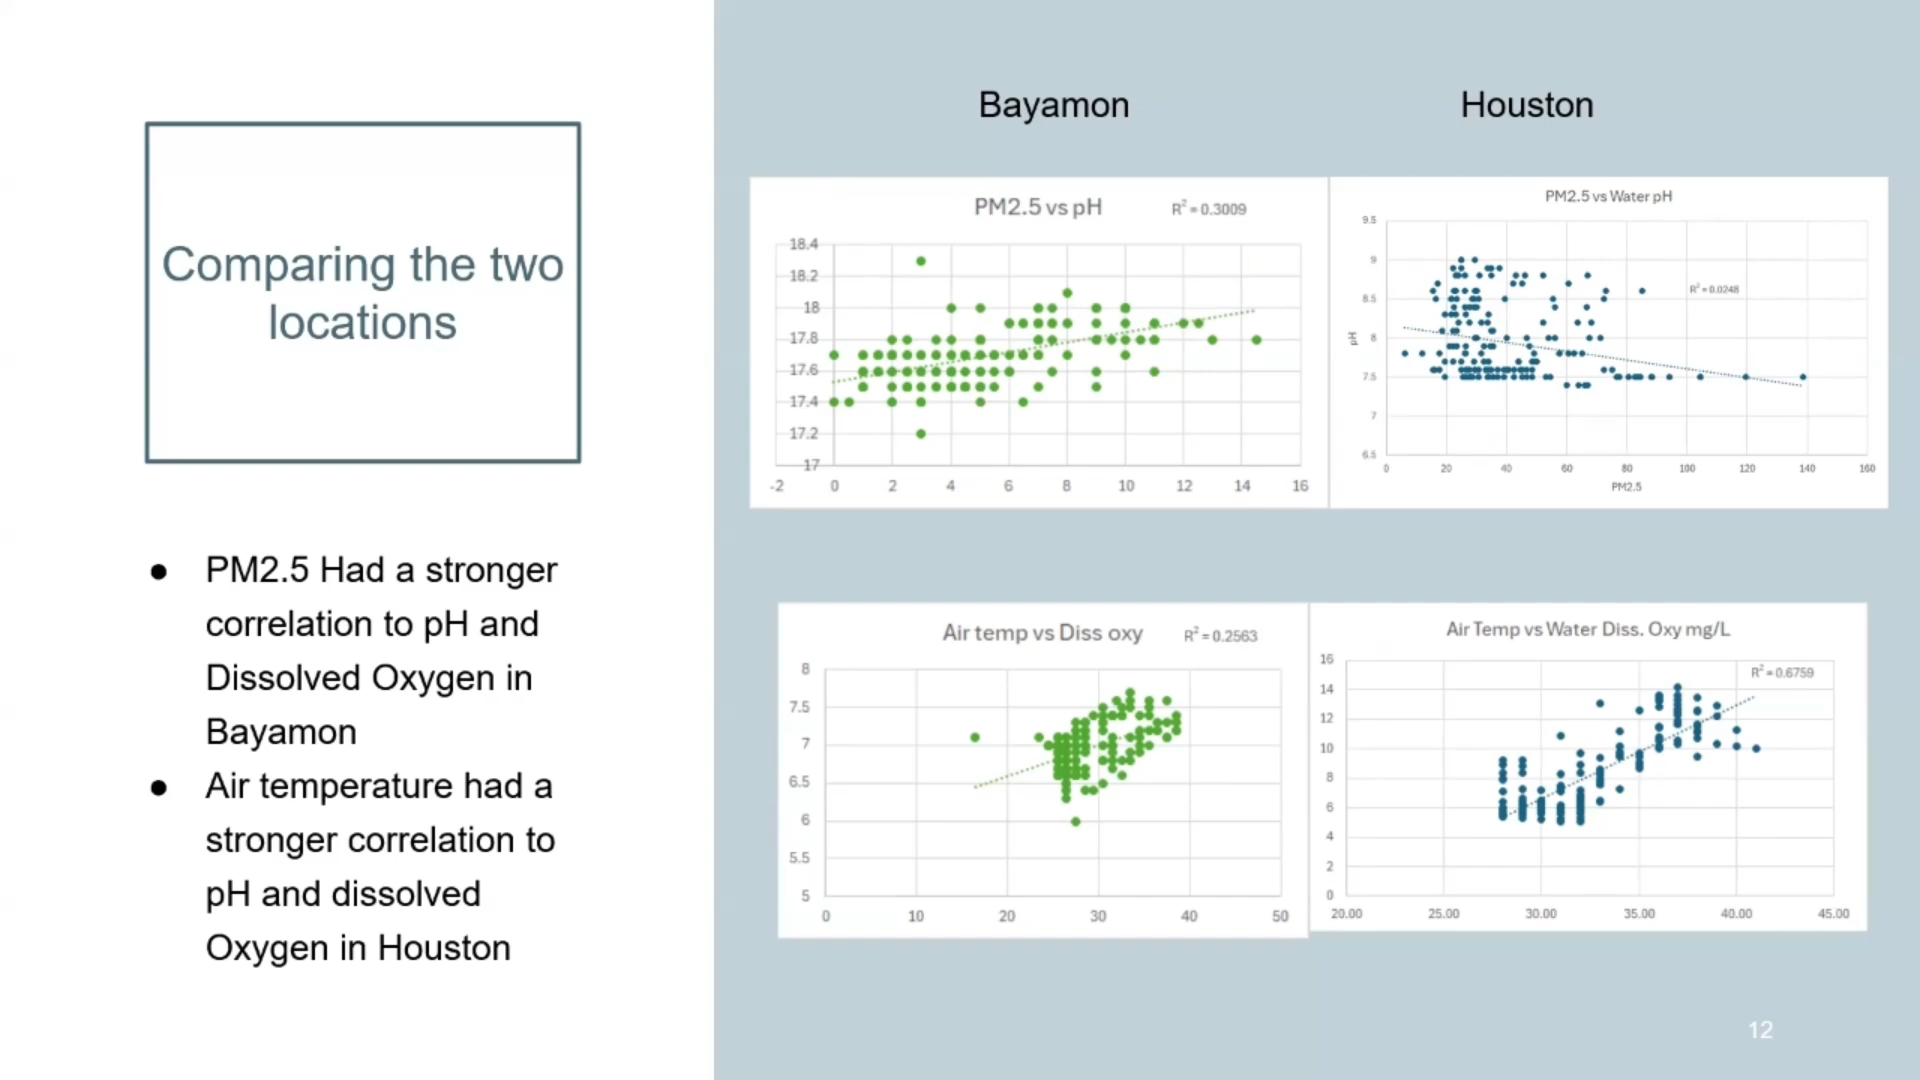 Comparing the two
locations
● PM2.5 Had a stronger
correlation to pH and
Dissolved Oxygen in
Bayamon
● Air temperature had a
stronger correlation to
pH and dissolved
Oxygen in Houston
Bayamon
Houston
PM2.5 vs pH
R² = 0.3009
18.4
18.2
18
17.8
17.6
17.4
17.2
17
-2 0 2 4 6 8 10 12 14 16
PM2.5 vs Water pH
R² = 0.0248
pH
9.5
9
8.5
8
7.5
7
6.5
0 20 40 60 80 100 120 140 160
PM2.5
Air temp vs Diss oxy
R² = 0.2563
8
7.5
7
6.5
6
5.5
5
0 10 20 30 40 50
Air Temp vs Water Diss. Oxy mg/L
R² = 0.6759
16
14
12
10
8
6
4
2
0
20.00 25.00 30.00 35.00 40.00 45.00
12